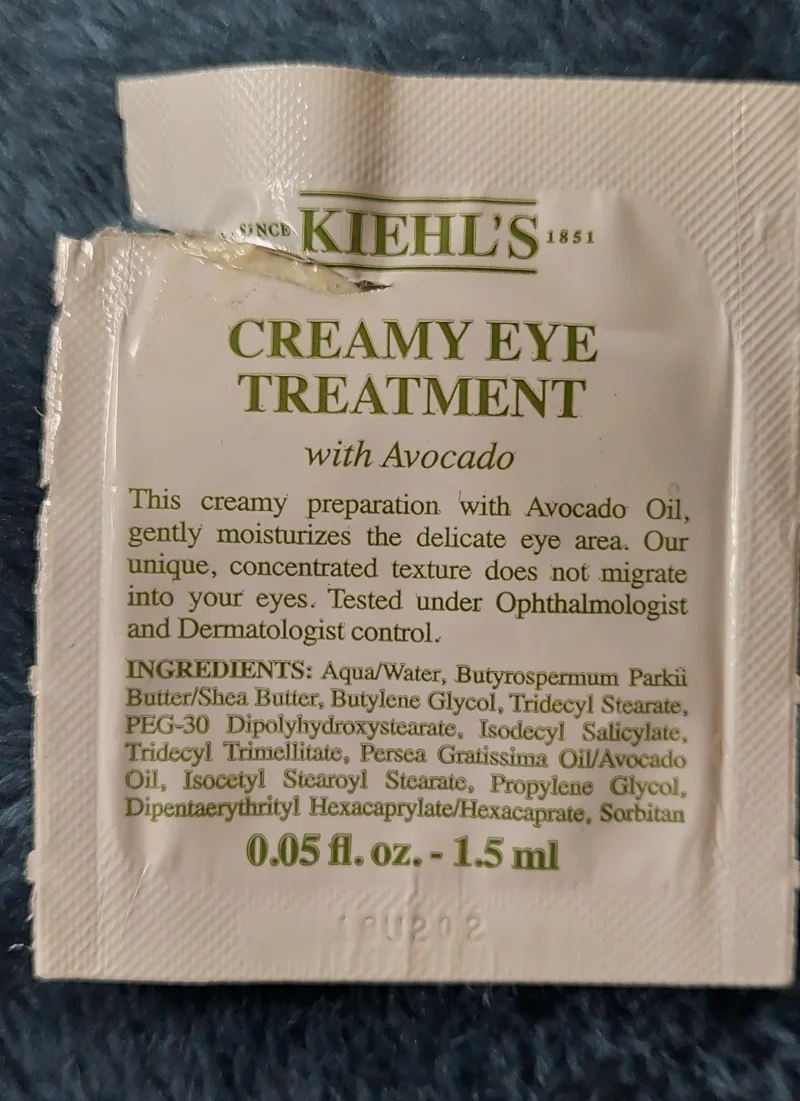 SINCE KIEHL'S 1851
CREAMY EYE
TREATMENT
with Avocado
This creamy preparation with Avocado Oil,
gently moisturizes the delicate eye area. Our
unique, concentrated texture does not migrate
into your eyes. Tested under Ophthalmologist
and Dermatologist control.
INGREDIENTS: Aqua/Water, Butyrospermum Parkii
Butter/Shea Butter, Butylene Glycol, Tridecyl Stearate,
PEG-30 Dipolyhydroxystearate, Isodecyl Salicylate,
Tridecyl Trimellitate, Persea Gratissima Oil/Avocado
Oil, Isocetyl Stearoyl Stearate, Propylene Glycol,
Dipentaerythrityl Hexacaprylate/Hexacaprate, Sorbitan
0.05 fl. oz. - 1.5 ml